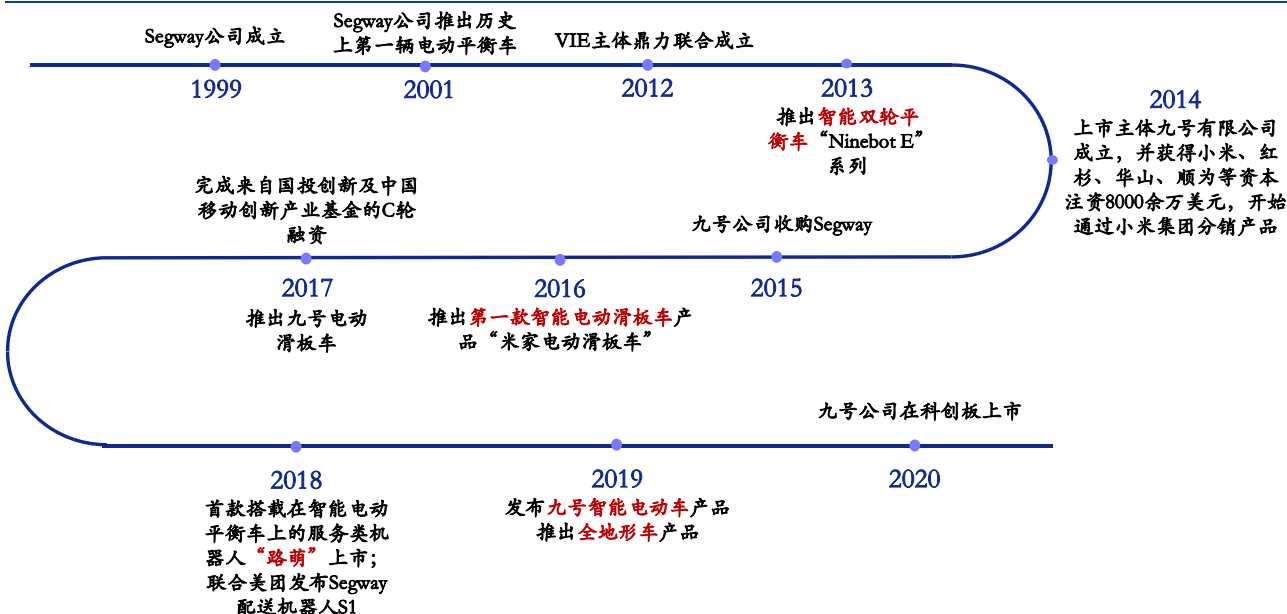 Segway公司成立
1999
Segway公司推出历史
上第一辆电动平衡车
2001
VIE主体鼎力联合成立
2012
2013
推出智能双轮平
衡车“Ninebot E”
系列
2014
上市主体九号有限公司
成立，并获得小米、红
杉、华山、顺为等资本
注资8000余万美元，开始
通过小米集团分销产品
九号公司收购Segway
2015
2016
推出第一款智能电动滑板车产
品“米家电动滑板车”
完成来自国投创新及中国
移动创新产业基金的C轮
融资
2017
推出九号电动
滑板车
2018
首款搭载在智能电动
平衡车上的服务类机
器人“路萌”上市；
联合美团发布Segway
配送机器人S1
2019
发布九号智能电动车产品
推出全地形车产品
九号公司在科创板上市
2020